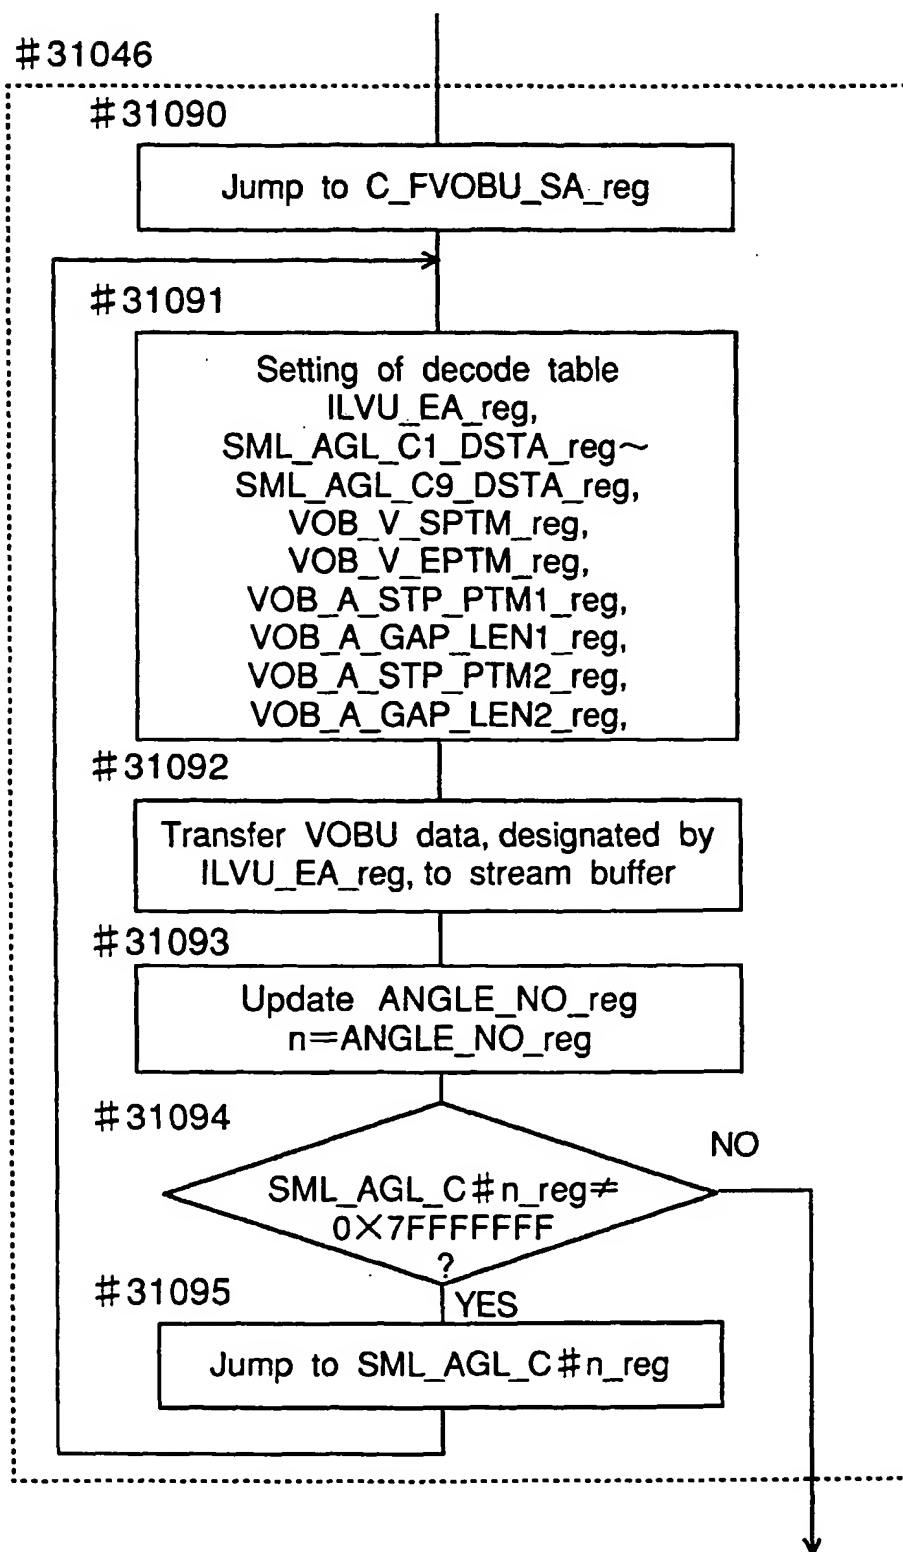 #31046
#31090
Jump to C_FVOBU_SA_reg
#31091
Setting of decode table
ILVU_EA_reg,
SML_AGL_C1_DSTA_reg~
SML_AGL_C9_DSTA_reg,
VOB_V_SPTM_reg,
VOB_V_EPTM_reg,
VOB_A_STP_PTM1_reg,
VOB_A_GAP_LEN1_reg,
VOB_A_STP_PTM2_reg,
VOB_A_GAP_LEN2_reg,
#31092
Transfer VOBU data, designated by
ILVU_EA_reg, to stream buffer
#31093
Update ANGLE_NO_reg
n=ANGLE_NO_reg
#31094
NO
SML_AGL_C#n_reg≠
0X7FFFFFFF
?
#31095
YES
Jump to SML_AGL_C#n_reg